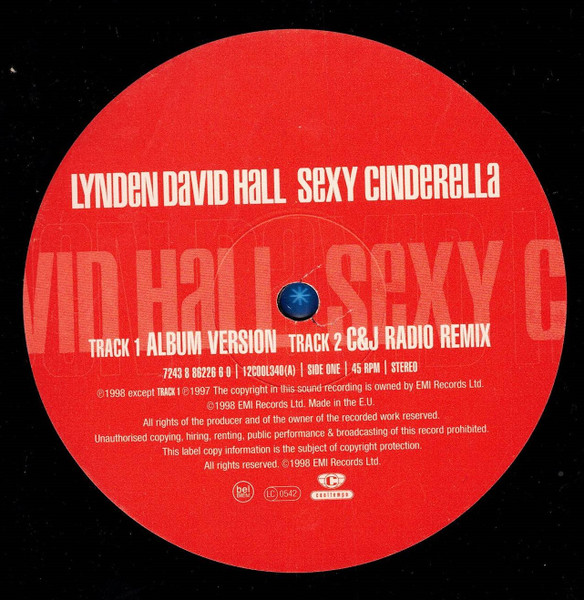 LYNDEN DAVID HALL SEXY CINDERELLA
VID HALL SEXY C
TRACK 1 ALBUM VERSION TRACK 2 C&J RADIO REMIX
7243 8 86226 6 0 | 12COOL340(A) | SIDE ONE | 45 RPM | STEREO
℗1998 except TRACK 1 ℗1997 The copyright in this sound recording is owned by EMI Records Ltd.
©1998 EMI Records Ltd. Made in the E.U.
All rights of the producer and of the owner of the recorded work reserved.
Unauthorised copying, hiring, renting, public performance & broadcasting of this record prohibited.
This label copy information is the subject of copyright protection.
All rights reserved. ©1998 EMI Records Ltd.
bel BIEM LC 0542 cooltempo